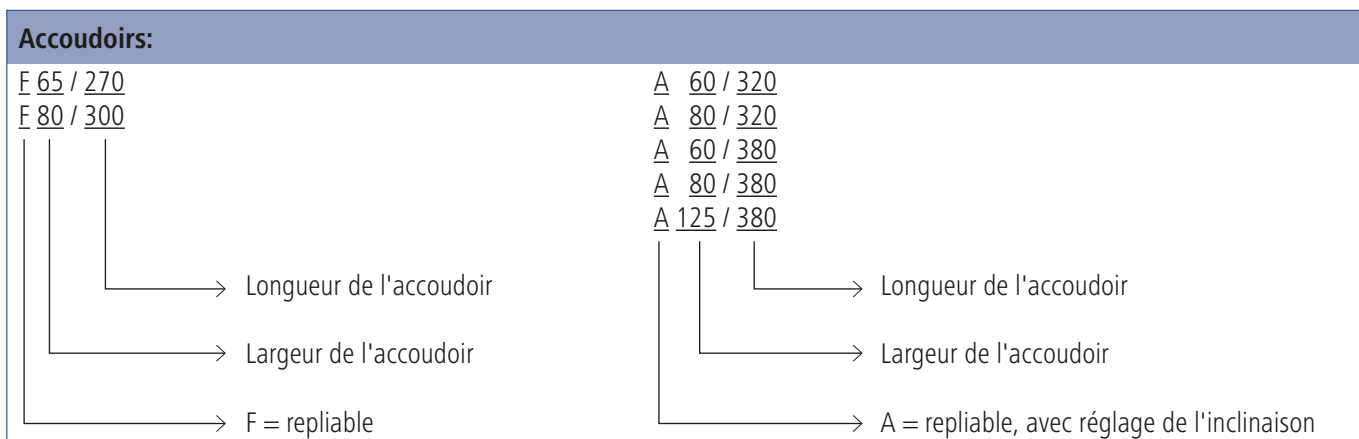 Accoudoirs:
F 65 / 270
F 80 / 300
Longueur de l'accoudoir
Largeur de l'accoudoir
F = repliable
A 60 / 320
A 80 / 320
A 60 / 380
A 80 / 380
A 125 / 380
Longueur de l'accoudoir
Largeur de l'accoudoir
A = repliable, avec réglage de l'inclinaison